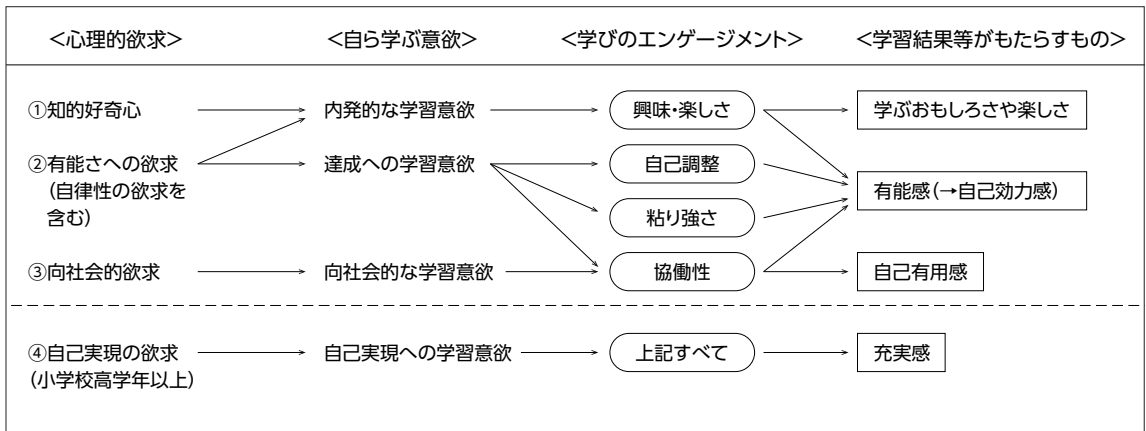 <心理的欲求> <自ら学ぶ意欲> <学びのエンゲージメント> <学習結果等がもたらすもの>
①知的好奇心 内発的な学習意欲 興味・楽しさ 学ぶおもしろさや楽しさ
②有能さへの欲求 達成への学習意欲 自己調整
(自律性の欲求を 有能感(→自己効力感)
含む) 粘り強さ
③向社会的欲求 向社会的な学習意欲 協働性 自己有用感
④自己実現の欲求 自己実現への学習意欲 上記すべて 充実感
(小学校高学年以上)